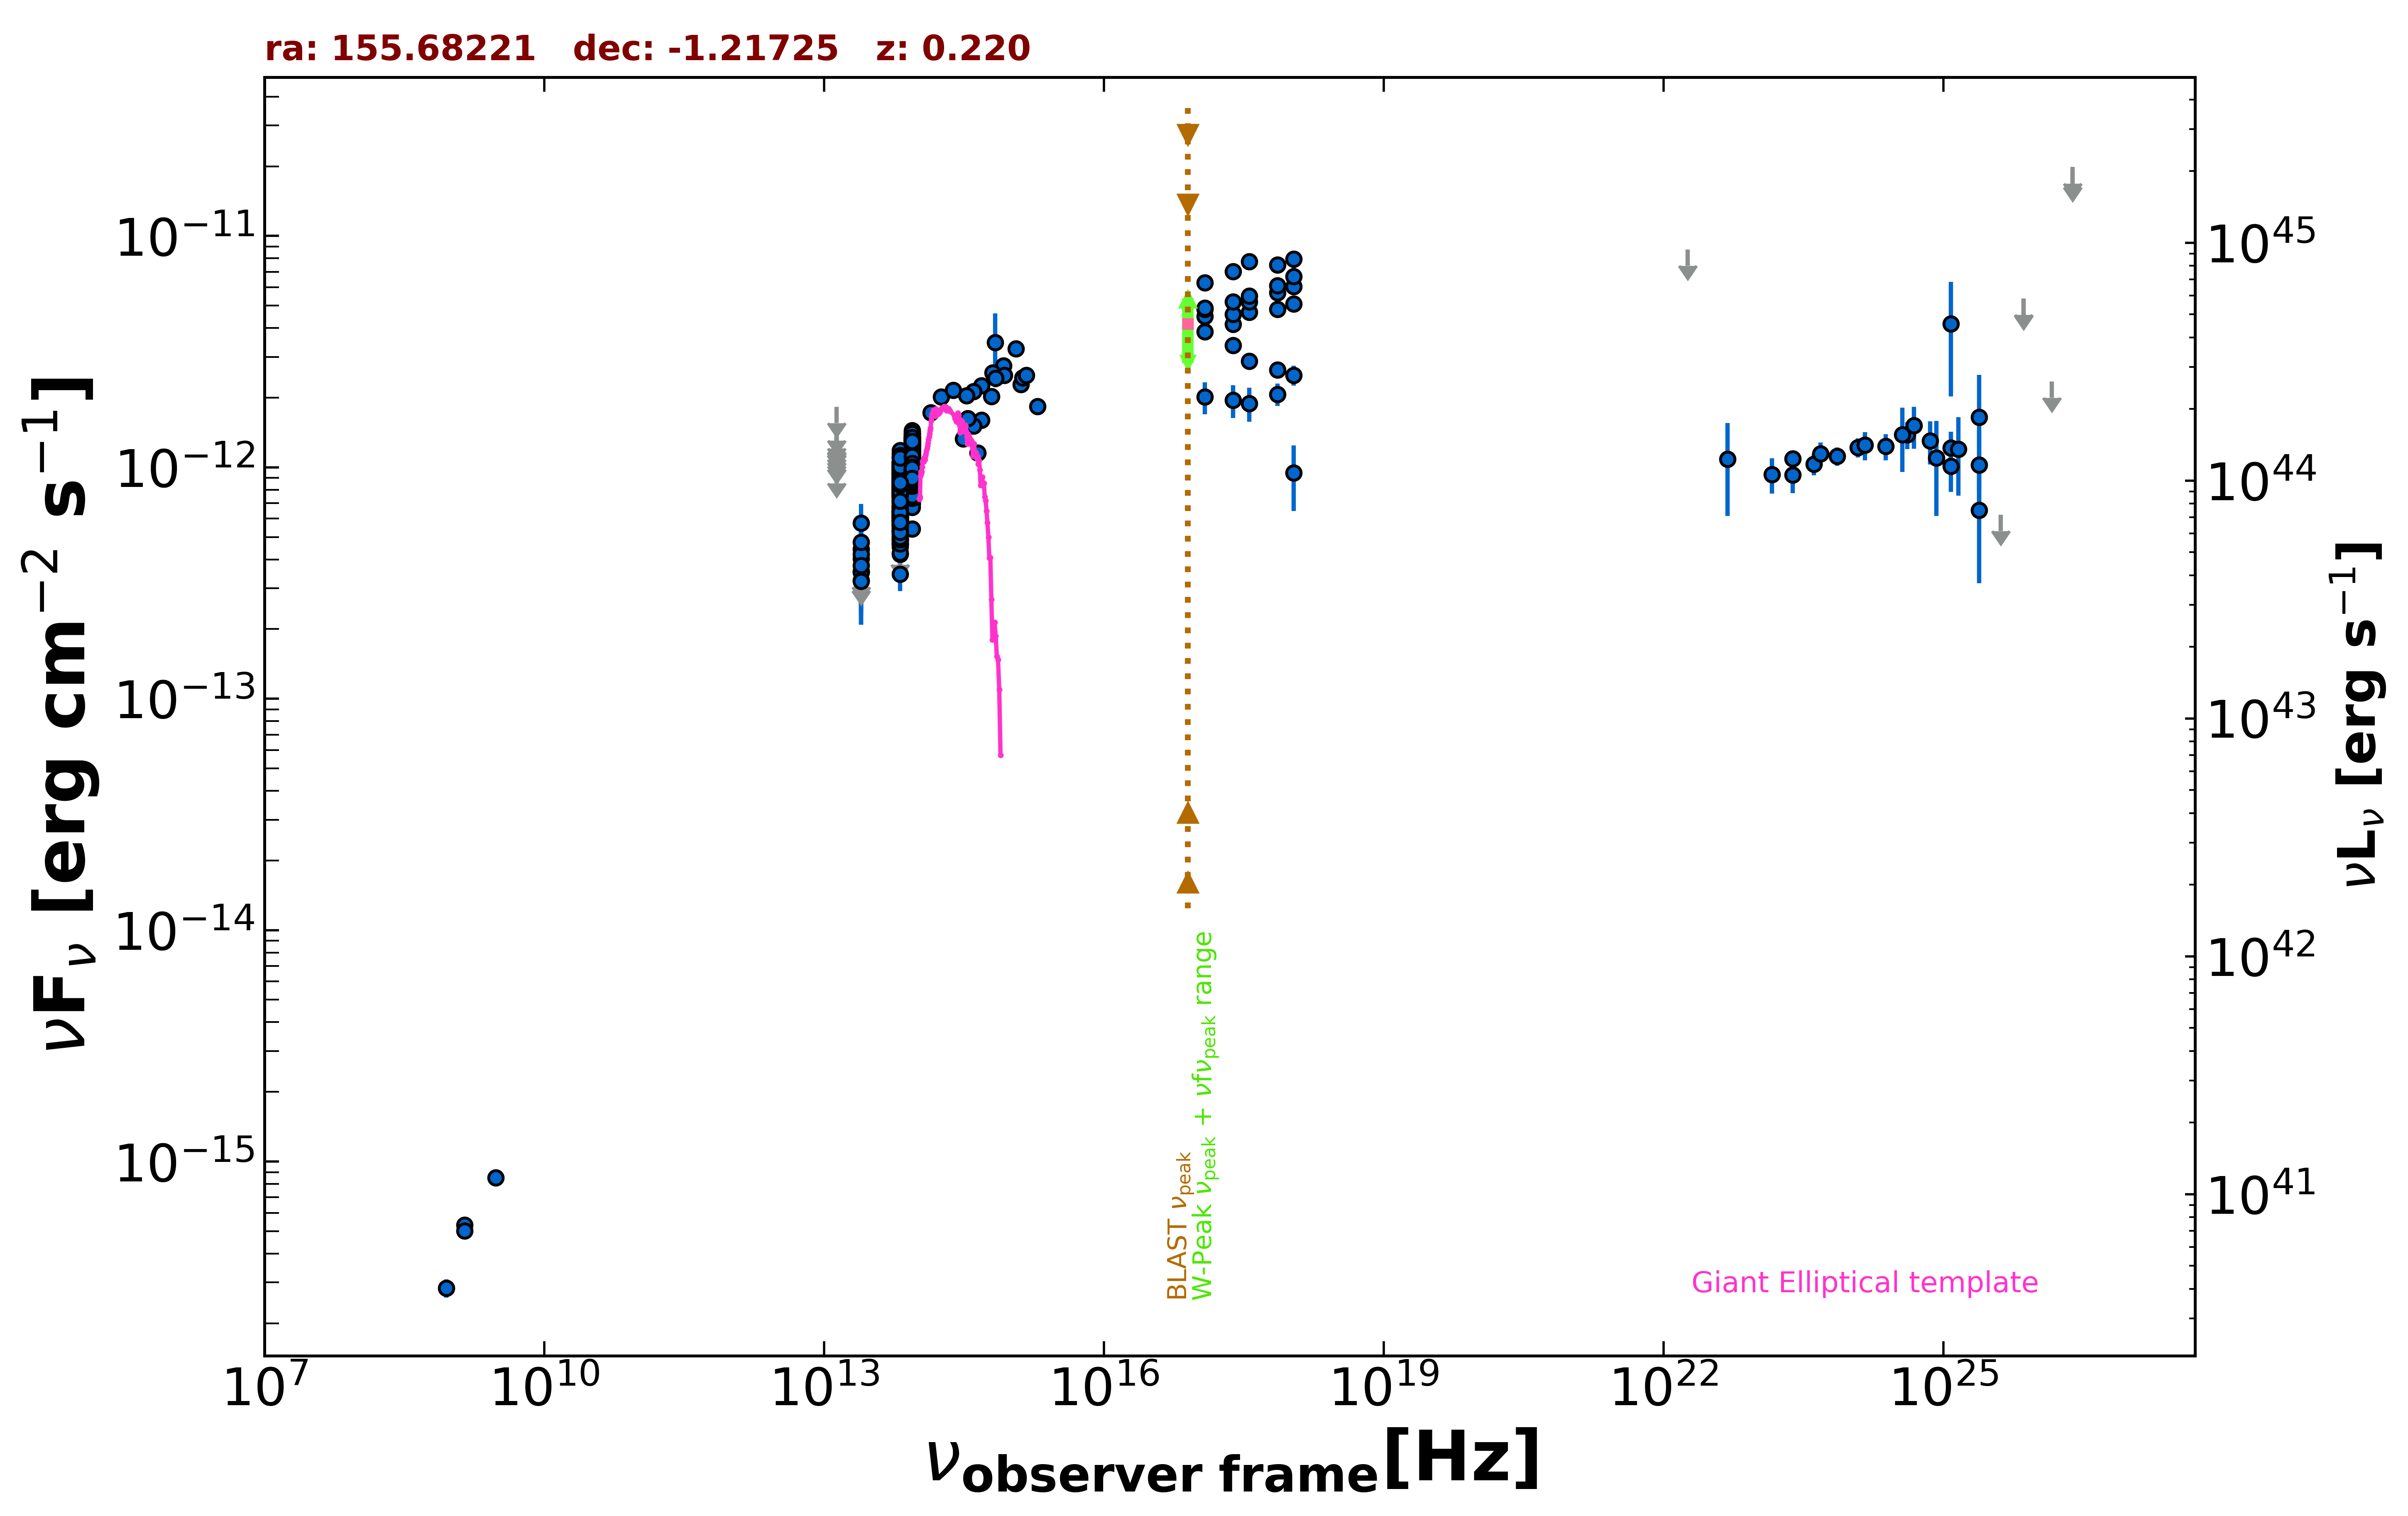 ra: 155.68221 dec: -1.21725 z: 0.220
νFν [erg cm−2 s−1]
10−11
10−12
10−13
10−14
10−15
1045
1044
1043
1042
1041
νLν [erg s−1]
BLAST νpeak
W-Peak νpeak + νfνpeak range
Giant Elliptical template
107
1010
1013
1016
1019
1022
1025
νobserver frame[Hz]